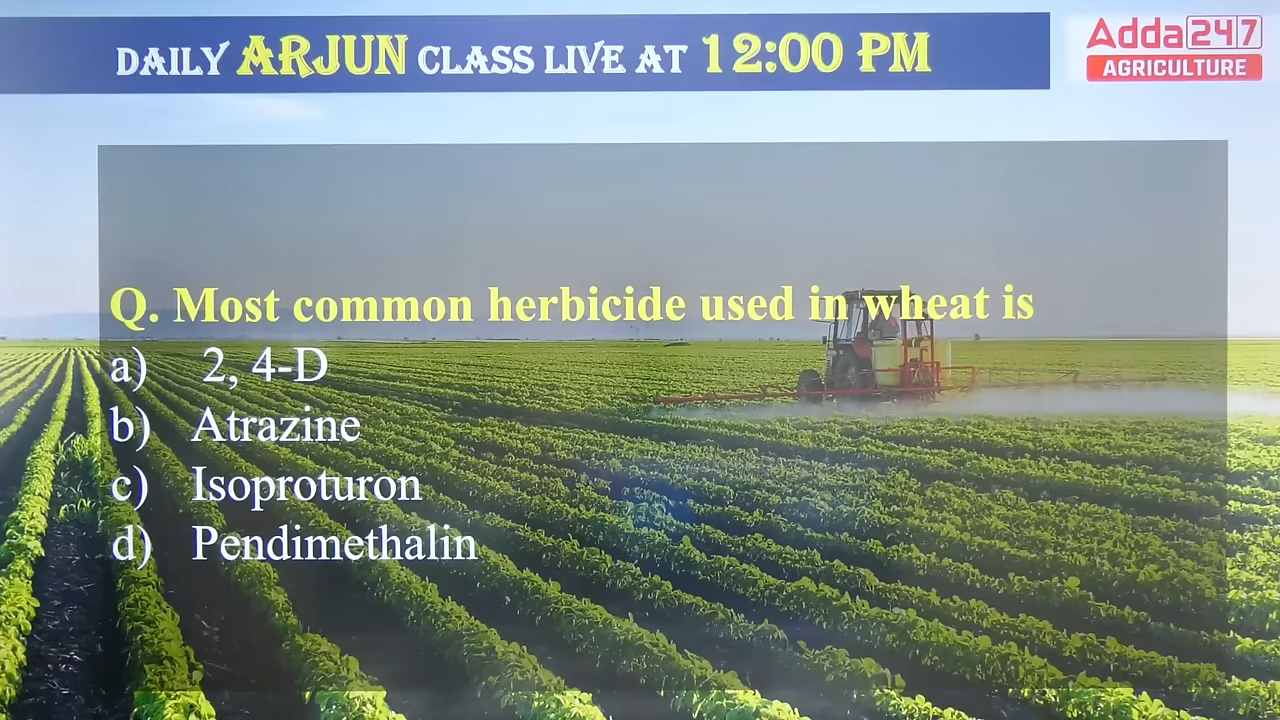 DAILY ARJUN CLASS LIVE AT 12:00 PM
Adda247
AGRICULTURE
Q. Most common herbicide used in wheat is
a) 2, 4-D
b) Atrazine
c) Isoproturon
d) Pendimethalin